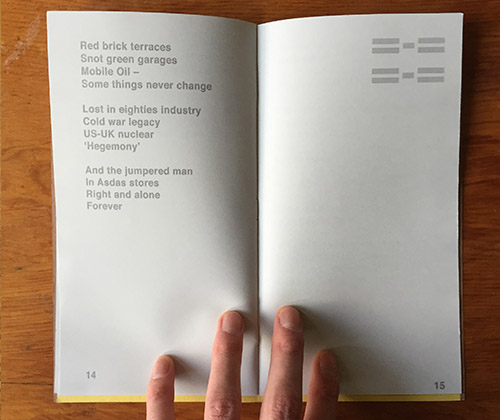 Red brick terraces
Snot green garages
Mobile Oil –
Some things never change
Lost in eighties industry
Cold war legacy
US-UK nuclear
'Hegemony'
And the jumpered man
In Asdas stores
Right and alone
Forever
14
15